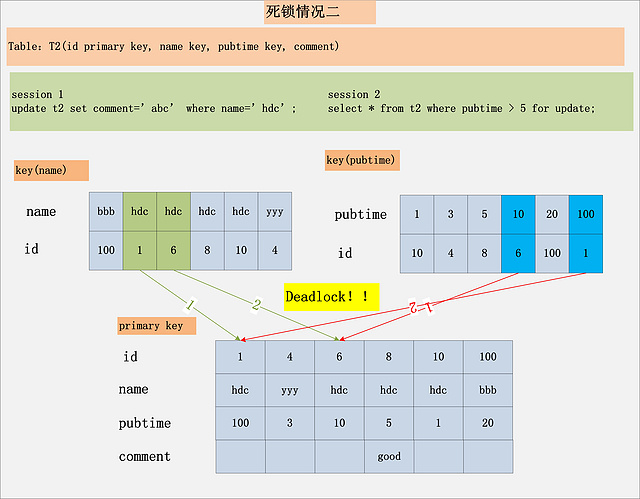 死锁情况二
Table: T2(id primary key, name key, pubtime key, comment)
session 1
update t2 set comment='abc' where name='hdc';
session 2
select * from t2 where pubtime > 5 for update;
key(name)
name bbb hdc hdc hdc hdc yyy
id 100 1 6 8 10 4
key(pubtime)
pubtime 1 3 5 10 20 100
id 10 4 8 6 100 1
Deadlock!!
1
2
2
1
primary key
id 1 4 6 8 10 100
name hdc yyy hdc hdc hdc bbb
pubtime 100 3 10 5 1 20
comment good